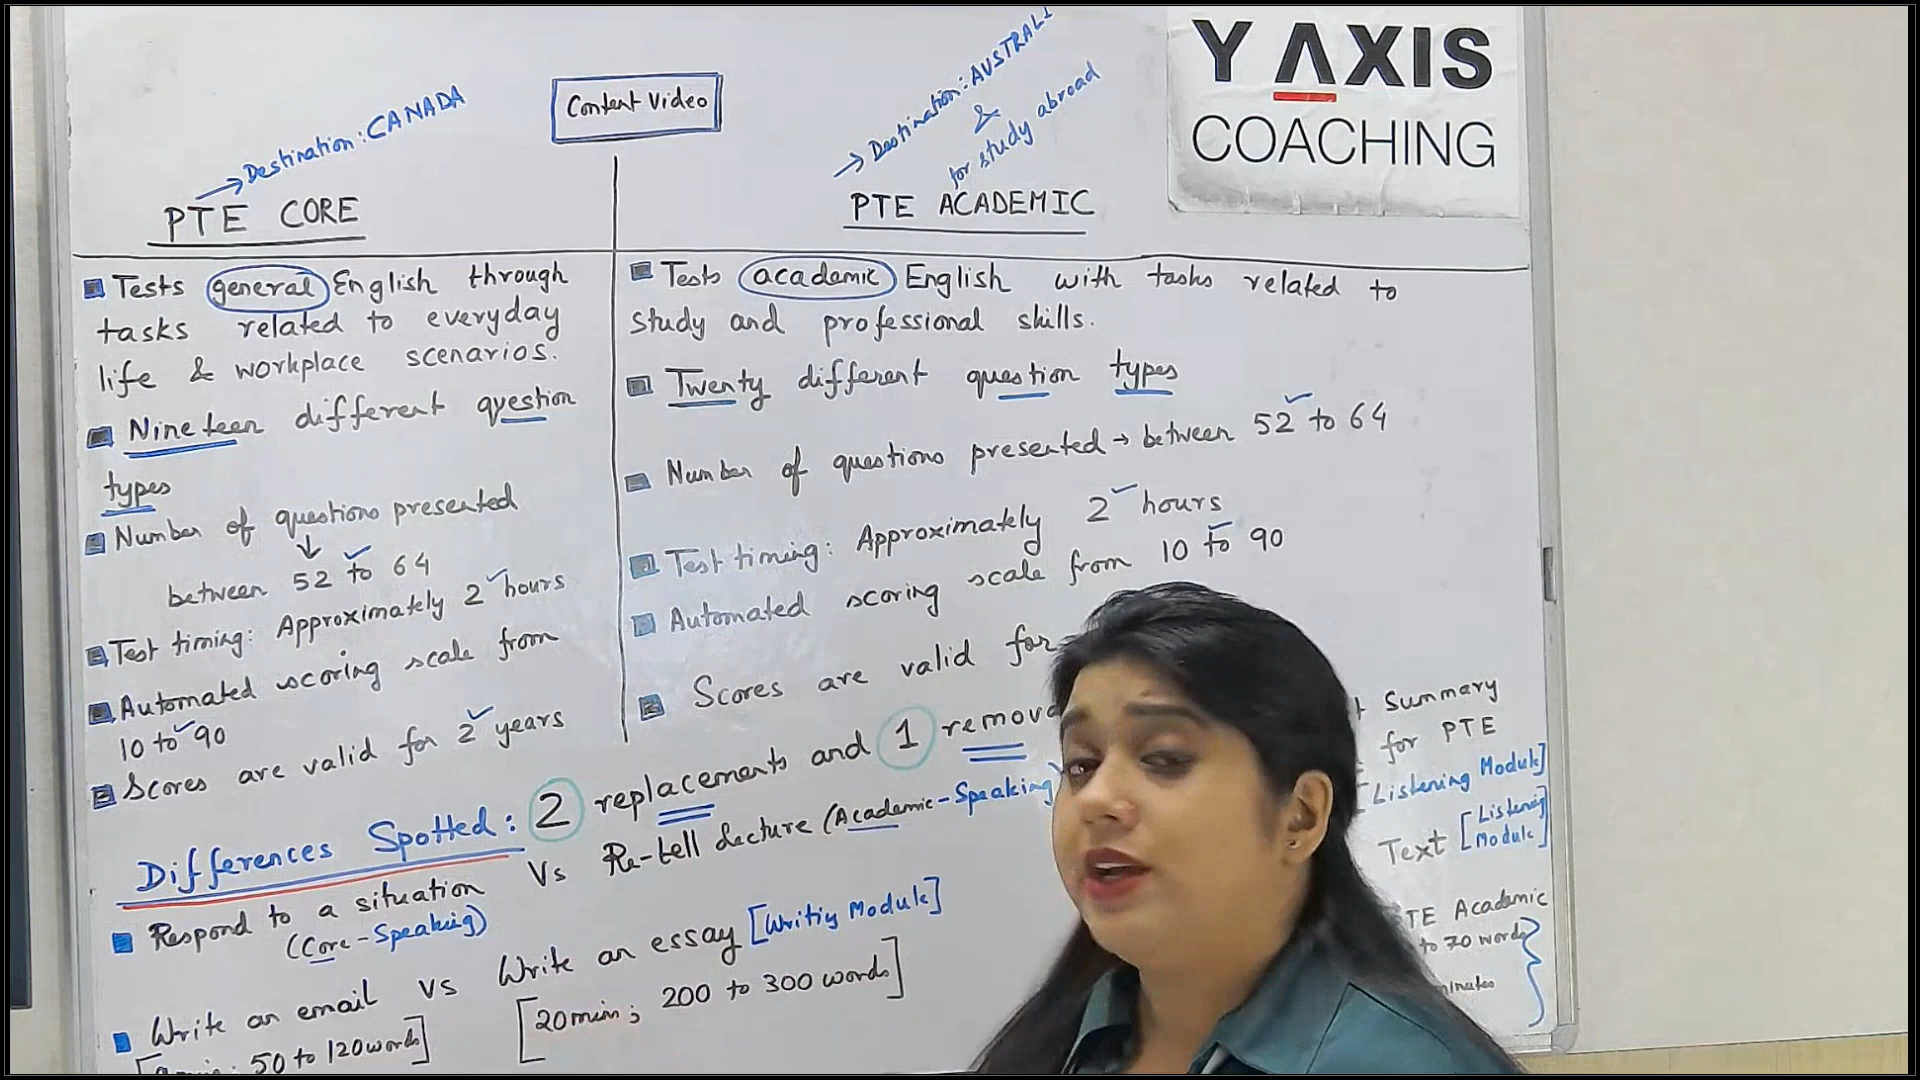 → Destination: CANADA
Content Video
→ Destination: AUSTRALI
&
for study abroad
Y AXIS
COACHING
PTE CORE
PTE ACADEMIC
Tests general English through
tasks related to everyday
life & workplace scenarios.
Nineteen different question
types
Number of questions presented
↓
between 52 to 64
Test timing: Approximately 2 hours
Automated scoring scale from
10 to 90
Scores are valid for 2 years
Tests academic English with tasks related to
study and professional skills.
Twenty different question types
Number of questions presented → between 52 to 64
Test timing: Approximately 2 hours
Automated scoring scale from 10 to 90
Scores are valid for
Differences Spotted: 2 replacements and 1 remova
Respond to a situation Vs Re-tell lecture (Academic-Speaking)
(Core-Speaking)
Write an email VS Write an essay [Writiy Module]
50 to 120 words] [20 min; 200 to 300 words]
Summary
for PTE
[Listening Module]
Text [Listening Module]
TE Academic
to 70 words